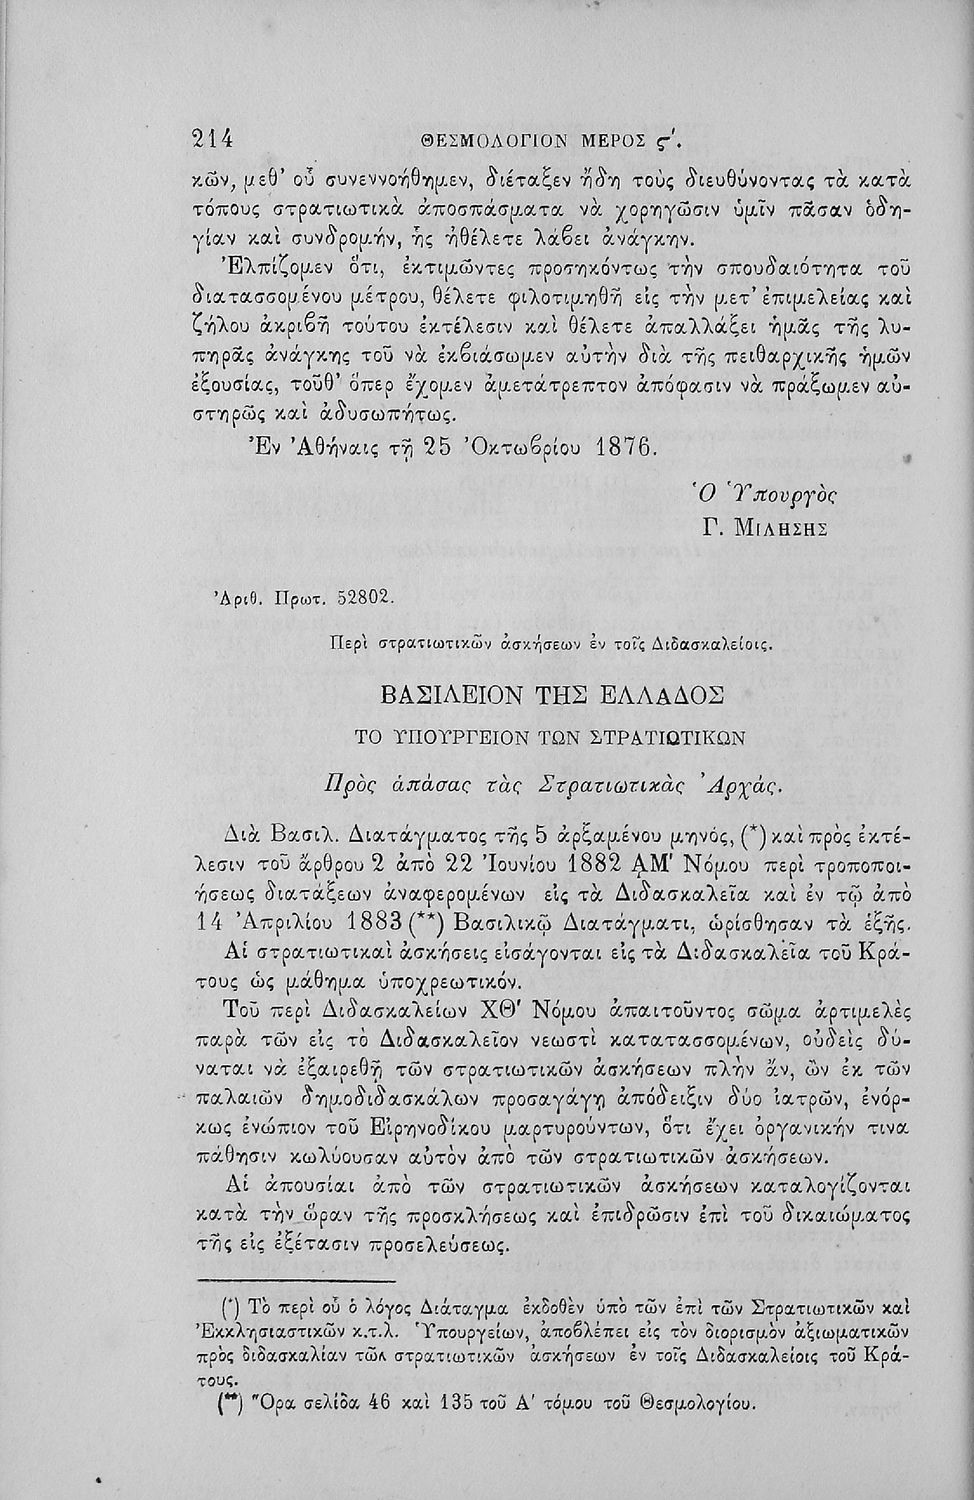 214 ΘΕΣΜΟΛΟΓΙΟΝ ΜΕΡΟΣ ϛ'.
κῶν, μεθ' οὗ συνεννοήθημεν, διέταξεν ἤδη τοὺς διευθύνοντας τὰ κατὰ
τόπους στρατιωτικὰ ἀποσπάσματα νὰ χορηγῶσιν ὑμῖν πᾶσαν ὁδη-
γίαν καὶ συνδρομήν, ἧς ἠθέλετε λάβει ἀνάγκην.
Ἐλπίζομεν ὅτι, ἐκτιμῶντες προσηκόντως τὴν σπουδαιότητα τοῦ
διατασσομένου μέτρου, θέλετε φιλοτιμηθῆ εἰς τὴν μετ' ἐπιμελείας καὶ
ζήλου ἀκριβῆ τούτου ἐκτέλεσιν καὶ θέλετε ἀπαλλάξει ἡμᾶς τῆς λυ-
πηρᾶς ἀνάγκης τοῦ νὰ ἐκβιάσωμεν αὐτὴν διὰ τῆς πειθαρχικῆς ἡμῶν
ἐξουσίας, τοῦθ' ὅπερ ἔχομεν ἀμετάτρεπτον ἀπόφασιν νὰ πράξωμεν αὐ-
στηρῶς καὶ ἀδυσωπήτως.
Ἐν Ἀθήναις τῇ 25 Ὀκτωβρίου 1876.
Ὁ Ὑπουργὸς
Γ. ΜΙΛΗΣΗΣ
Ἀριθ. Πρωτ. 52802.
Περὶ στρατιωτικῶν ἀσκήσεων ἐν τοῖς Διδασκαλείοις.
ΒΑΣΙΛΕΙΟΝ ΤΗΣ ΕΛΛΑΔΟΣ
ΤΟ ΥΠΟΥΡΓΕΙΟΝ ΤΩΝ ΣΤΡΑΤΙΩΤΙΚΩΝ
Πρὸς ἁπάσας τὰς Στρατιωτικὰς Ἀρχάς.
Διὰ Βασιλ. Διατάγματος τῆς 5 ἀρξαμένου μηνός, (*) καὶ πρὸς ἐκτέ-
λεσιν τοῦ ἄρθρου 2 ἀπὸ 22 Ἰουνίου 1882 ͵ΑΜ' Νόμου περὶ τροποποι-
ήσεως διατάξεων ἀναφερομένων εἰς τὰ Διδασκαλεῖα καὶ ἐν τῷ ἀπὸ
14 Ἀπριλίου 1883 (**) Βασιλικῷ Διατάγματι, ὡρίσθησαν τὰ ἑξῆς.
Αἱ στρατιωτικαὶ ἀσκήσεις εἰσάγονται εἰς τὰ Διδασκαλεῖα τοῦ Κρά-
τους ὡς μάθημα ὑποχρεωτικόν.
Τοῦ περὶ Διδασκαλείων ΧΘ' Νόμου ἀπαιτοῦντος σῶμα ἀρτιμελὲς
παρὰ τῶν εἰς τὸ Διδασκαλεῖον νεωστὶ κατατασσομένων, οὐδεὶς δύ-
ναται νὰ ἐξαιρεθῇ τῶν στρατιωτικῶν ἀσκήσεων πλὴν ἄν, ὢν ἐκ τῶν
παλαιῶν δημοδιδασκάλων προσαγάγῃ ἀπόδειξιν δύο ἰατρῶν, ἐνόρ-
κως ἐνώπιον τοῦ Εἰρηνοδίκου μαρτυρούντων, ὅτι ἔχει ὀργανικήν τινα
πάθησιν κωλύουσαν αὐτὸν ἀπὸ τῶν στρατιωτικῶν ἀσκήσεων.
Αἱ ἀπουσίαι ἀπὸ τῶν στρατιωτικῶν ἀσκήσεων καταλογίζονται
κατὰ τὴν ὥραν τῆς προσκλήσεως καὶ ἐπιδρῶσιν ἐπὶ τοῦ δικαιώματος
τῆς εἰς ἐξέτασιν προσελεύσεως.
(*) Τὸ περὶ οὗ ὁ λόγος Διάταγμα ἐκδοθὲν ὑπὸ τῶν ἐπὶ τῶν Στρατιωτικῶν καὶ
Ἐκκλησιαστικῶν κ.τ.λ. Ὑπουργείων, ἀποβλέπει εἰς τὸν διορισμὸν ἀξιωματικῶν
πρὸς διδασκαλίαν τῶν στρατιωτικῶν ἀσκήσεων ἐν τοῖς Διδασκαλείοις τοῦ Κρά-
τους.
(**) Ὅρα σελίδα 46 καὶ 135 τοῦ Α' τόμου τοῦ Θεσμολογίου.